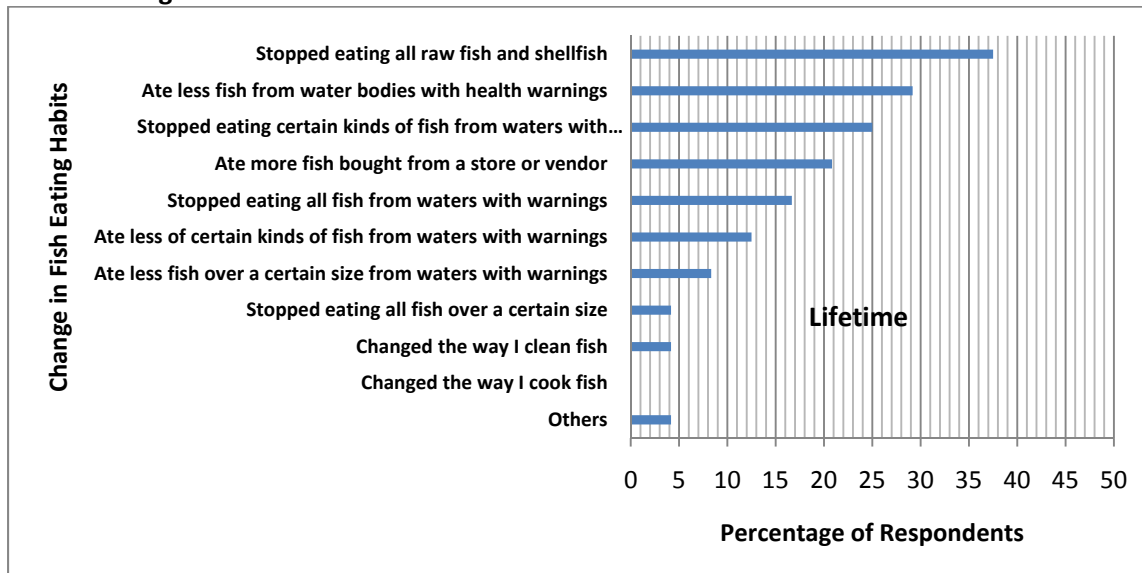 Change in Fish Eating Habits
Stopped eating all raw fish and shellfish
Ate less fish from water bodies with health warnings
Stopped eating certain kinds of fish from waters with…
Ate more fish bought from a store or vendor
Stopped eating all fish from waters with warnings
Ate less of certain kinds of fish from waters with warnings
Ate less fish over a certain size from waters with warnings
Stopped eating all fish over a certain size
Changed the way I clean fish
Changed the way I cook fish
Others
Lifetime
0 5 10 15 20 25 30 35 40 45 50
Percentage of Respondents